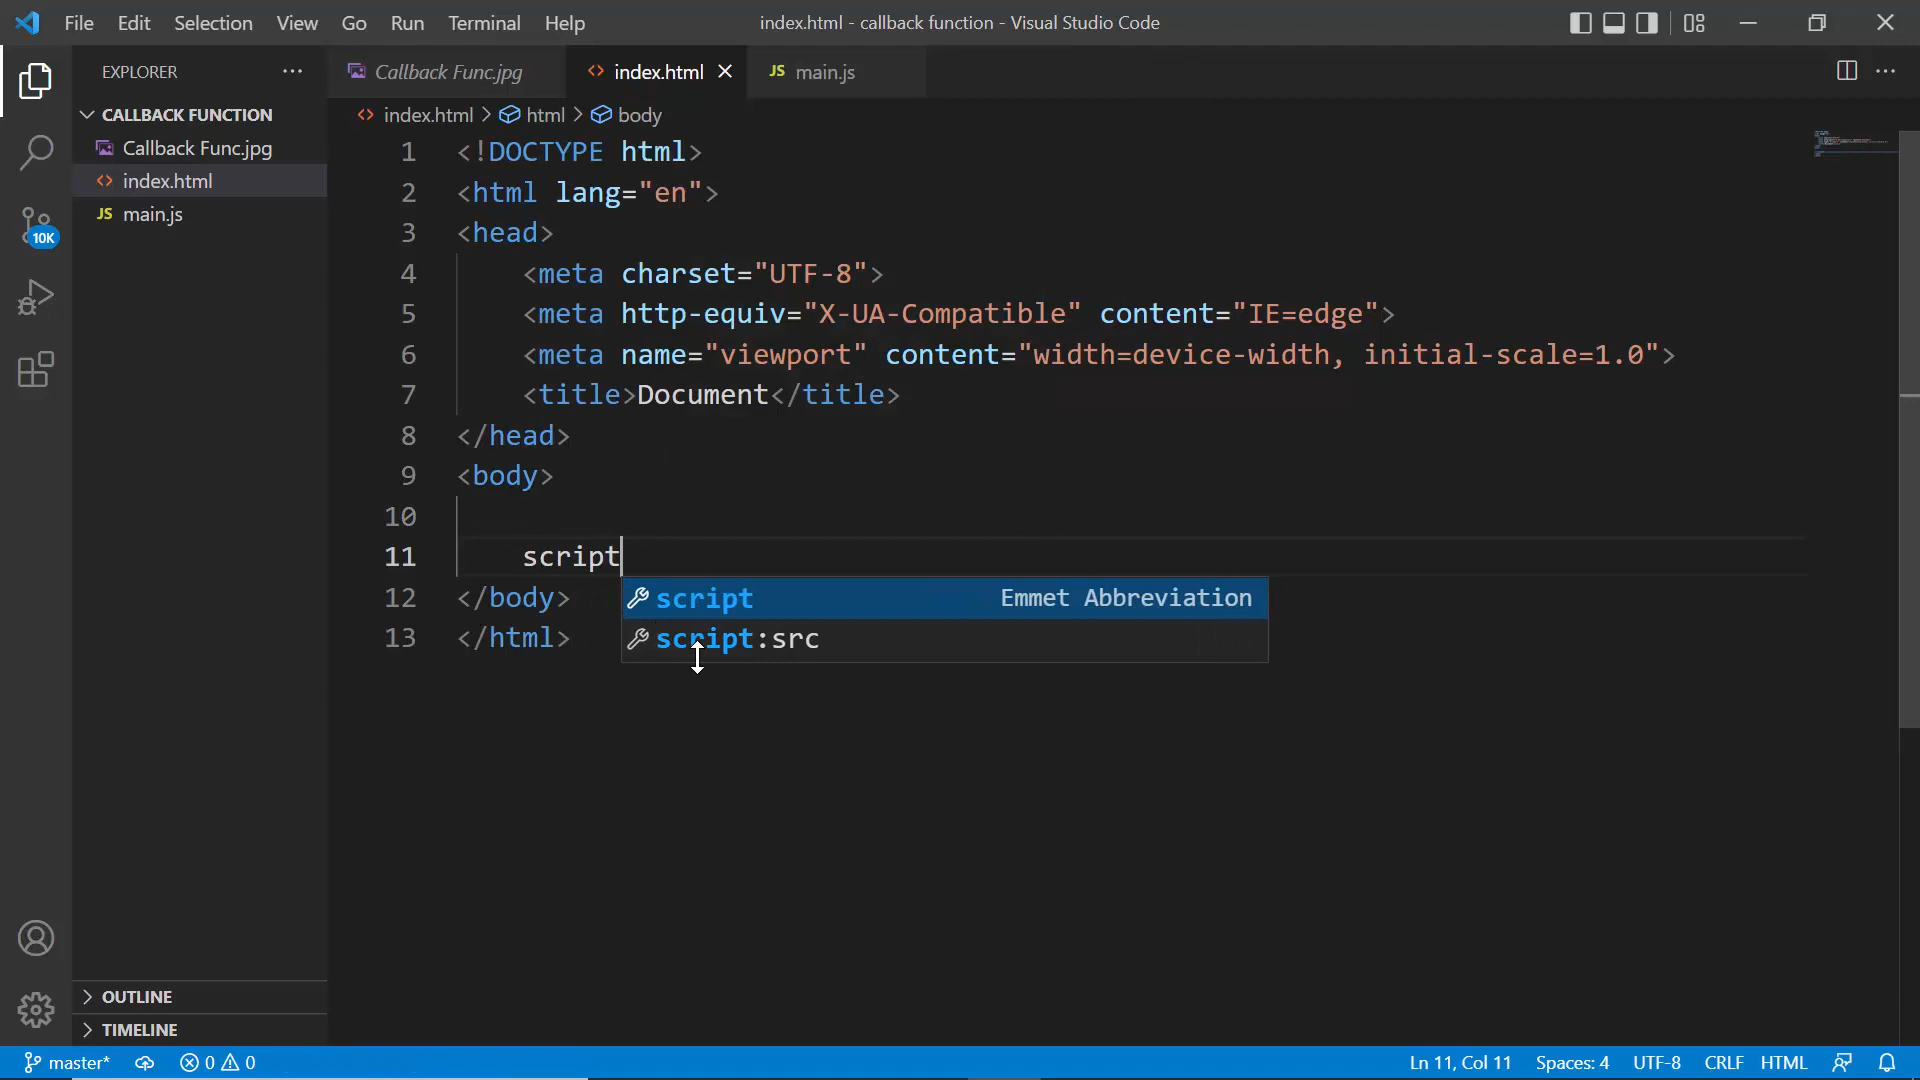 File Edit Selection View Go Run Terminal Help index.html - callback function - Visual Studio Code
EXPLORER
CALLBACK FUNCTION
Callback Func.jpg
index.html
JS main.js
10K
OUTLINE
TIMELINE
Callback Func.jpg index.html JS main.js
index.html > html > body
1 <!DOCTYPE html>
2 <html lang="en">
3 <head>
4 <meta charset="UTF-8">
5 <meta http-equiv="X-UA-Compatible" content="IE=edge">
6 <meta name="viewport" content="width=device-width, initial-scale=1.0">
7 <title>Document</title>
8 </head>
9 <body>
10
11 script
12 </body>
13 </html>
script Emmet Abbreviation
script:src
master* 0 0 Ln 11, Col 11 Spaces: 4 UTF-8 CRLF HTML